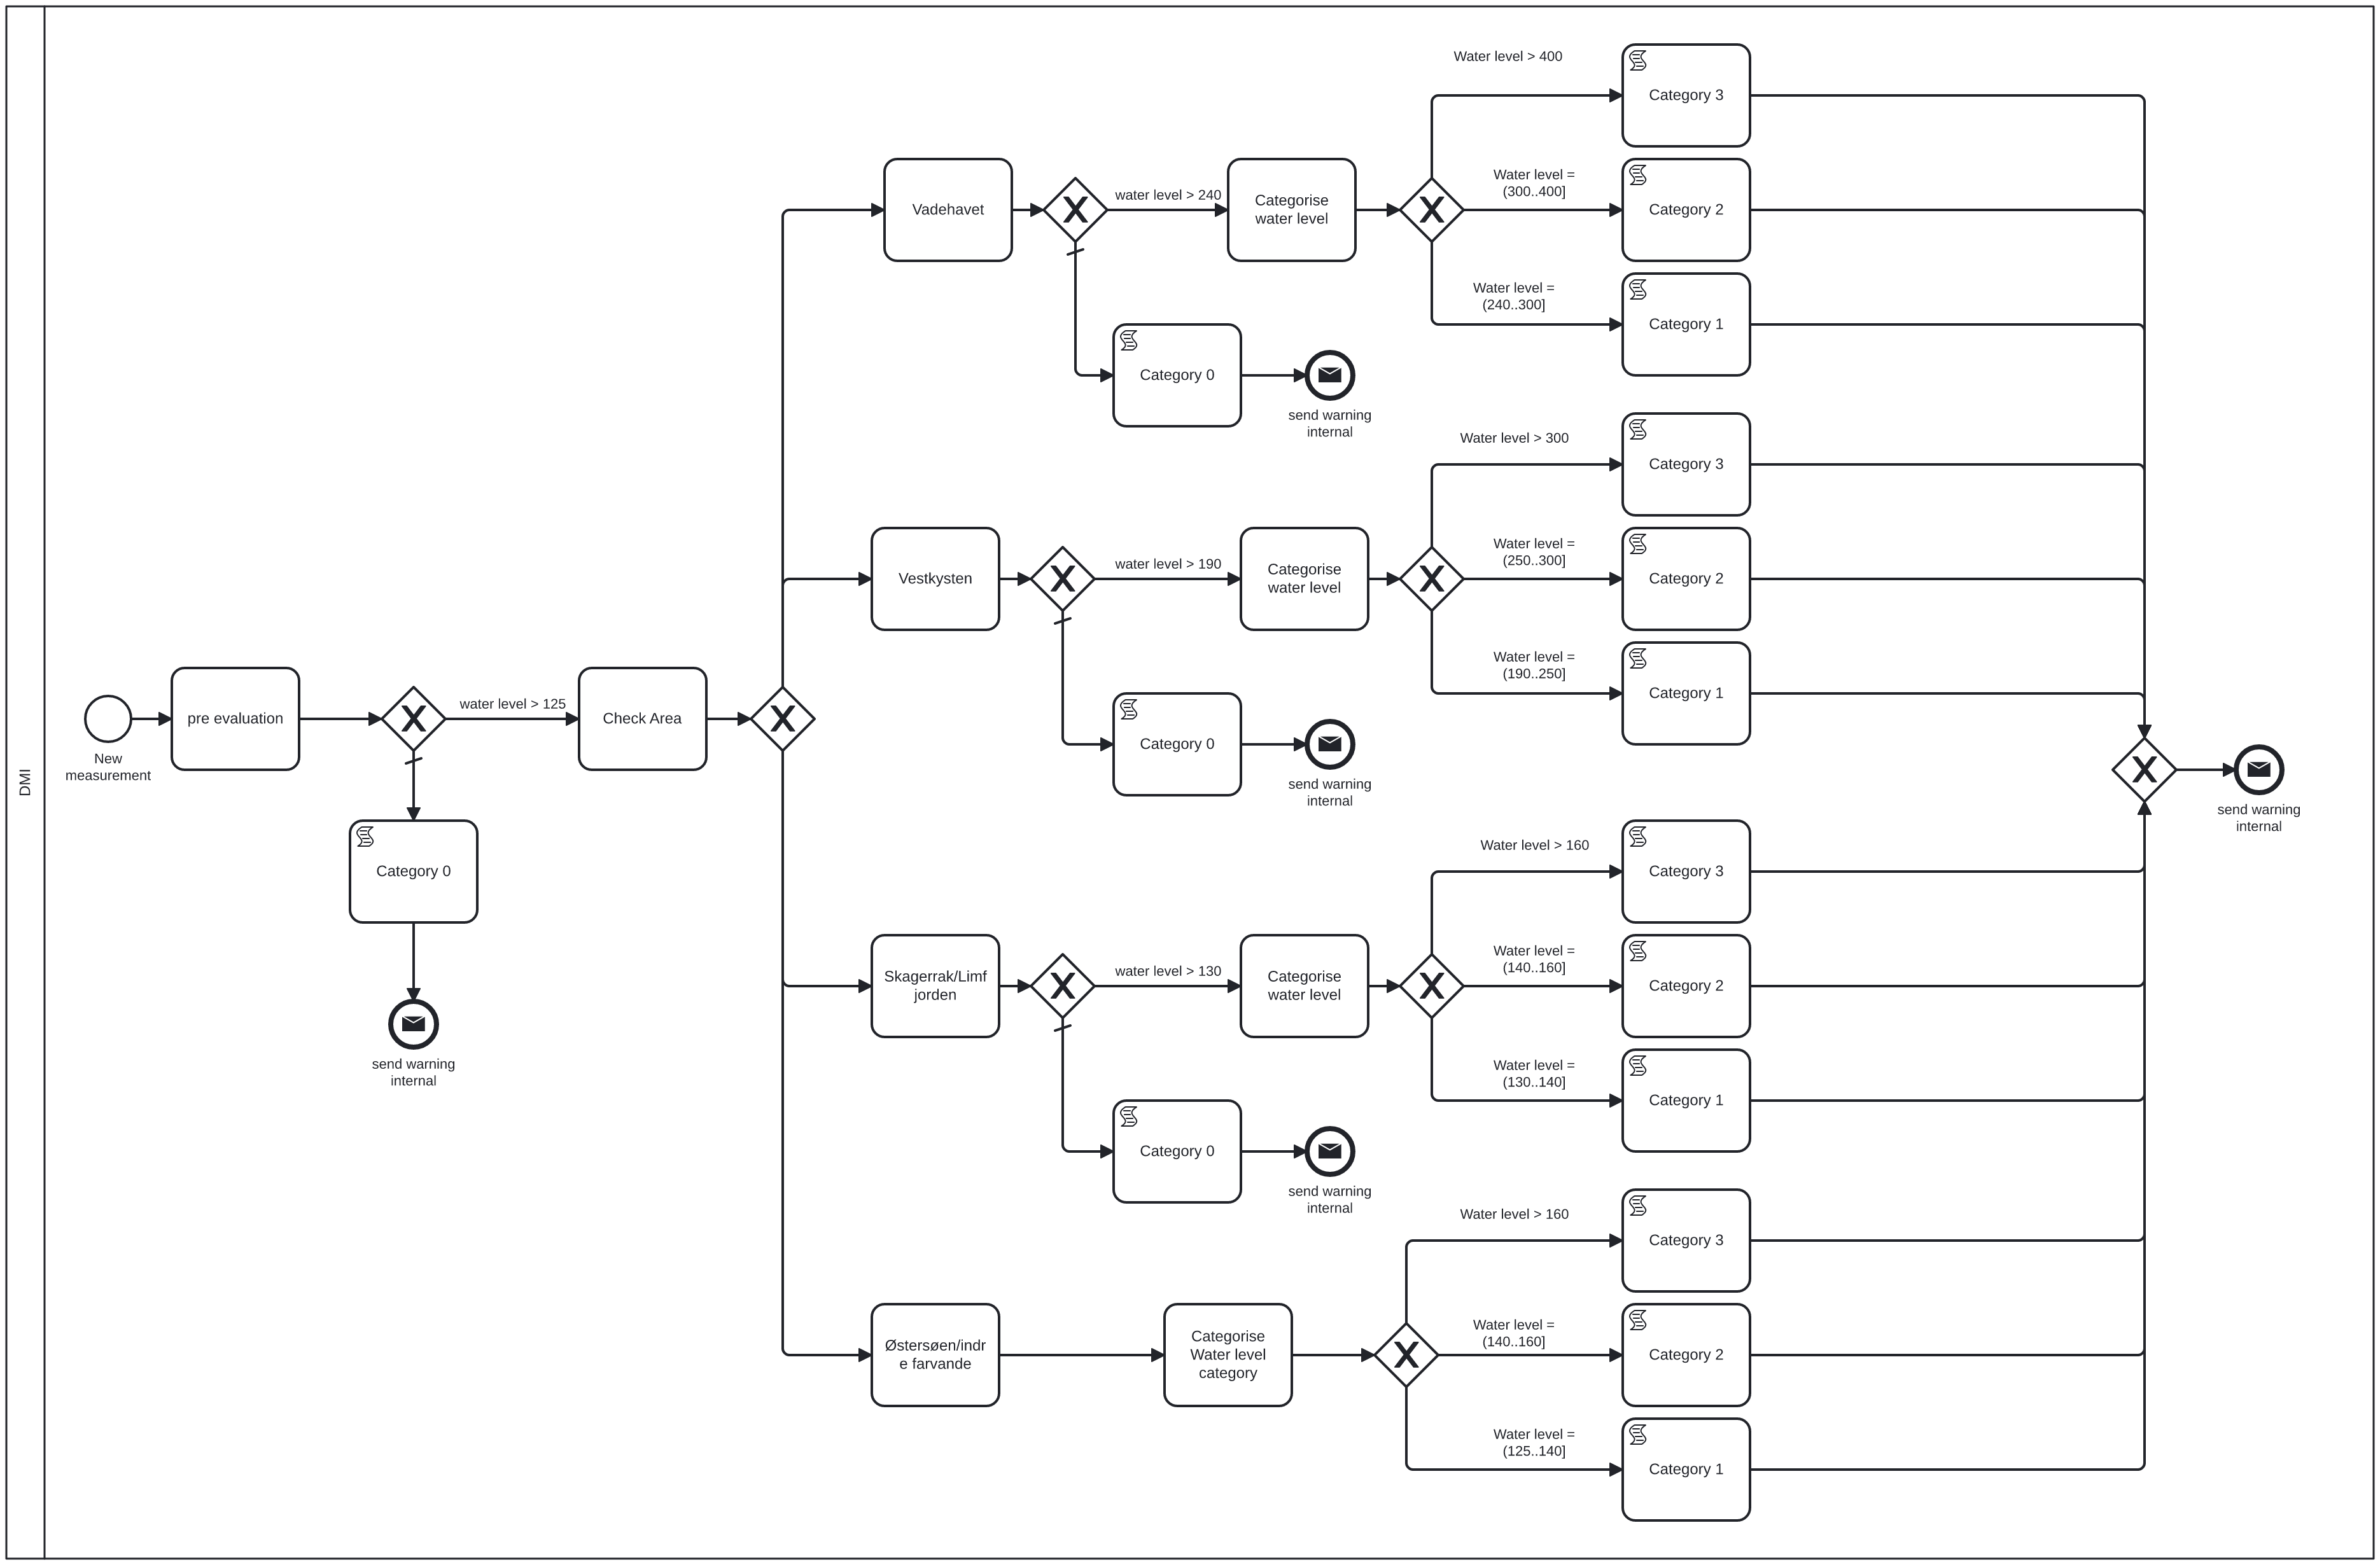 DMI
New
measurement
pre evaluation
water level > 125
Category 0
send warning
internal
Check Area
Vadehavet
water level > 240
Categorise
water level
Category 0
send warning
internal
Water level > 400
Category 3
Water level =
(300..400]
Category 2
Water level =
(240..300]
Category 1
Vestkysten
water level > 190
Categorise
water level
Category 0
send warning
internal
Water level > 300
Category 3
Water level =
(250..300]
Category 2
Water level =
(190..250]
Category 1
Skagerrak/Limf
jorden
water level > 130
Categorise
water level
Category 0
send warning
internal
Water level > 160
Category 3
Water level =
(140..160]
Category 2
Water level =
(130..140]
Category 1
Østersøen/indr
e farvande
Categorise
Water level
category
Water level > 160
Category 3
Water level =
(140..160]
Category 2
Water level =
(125..140]
Category 1
send warning
internal